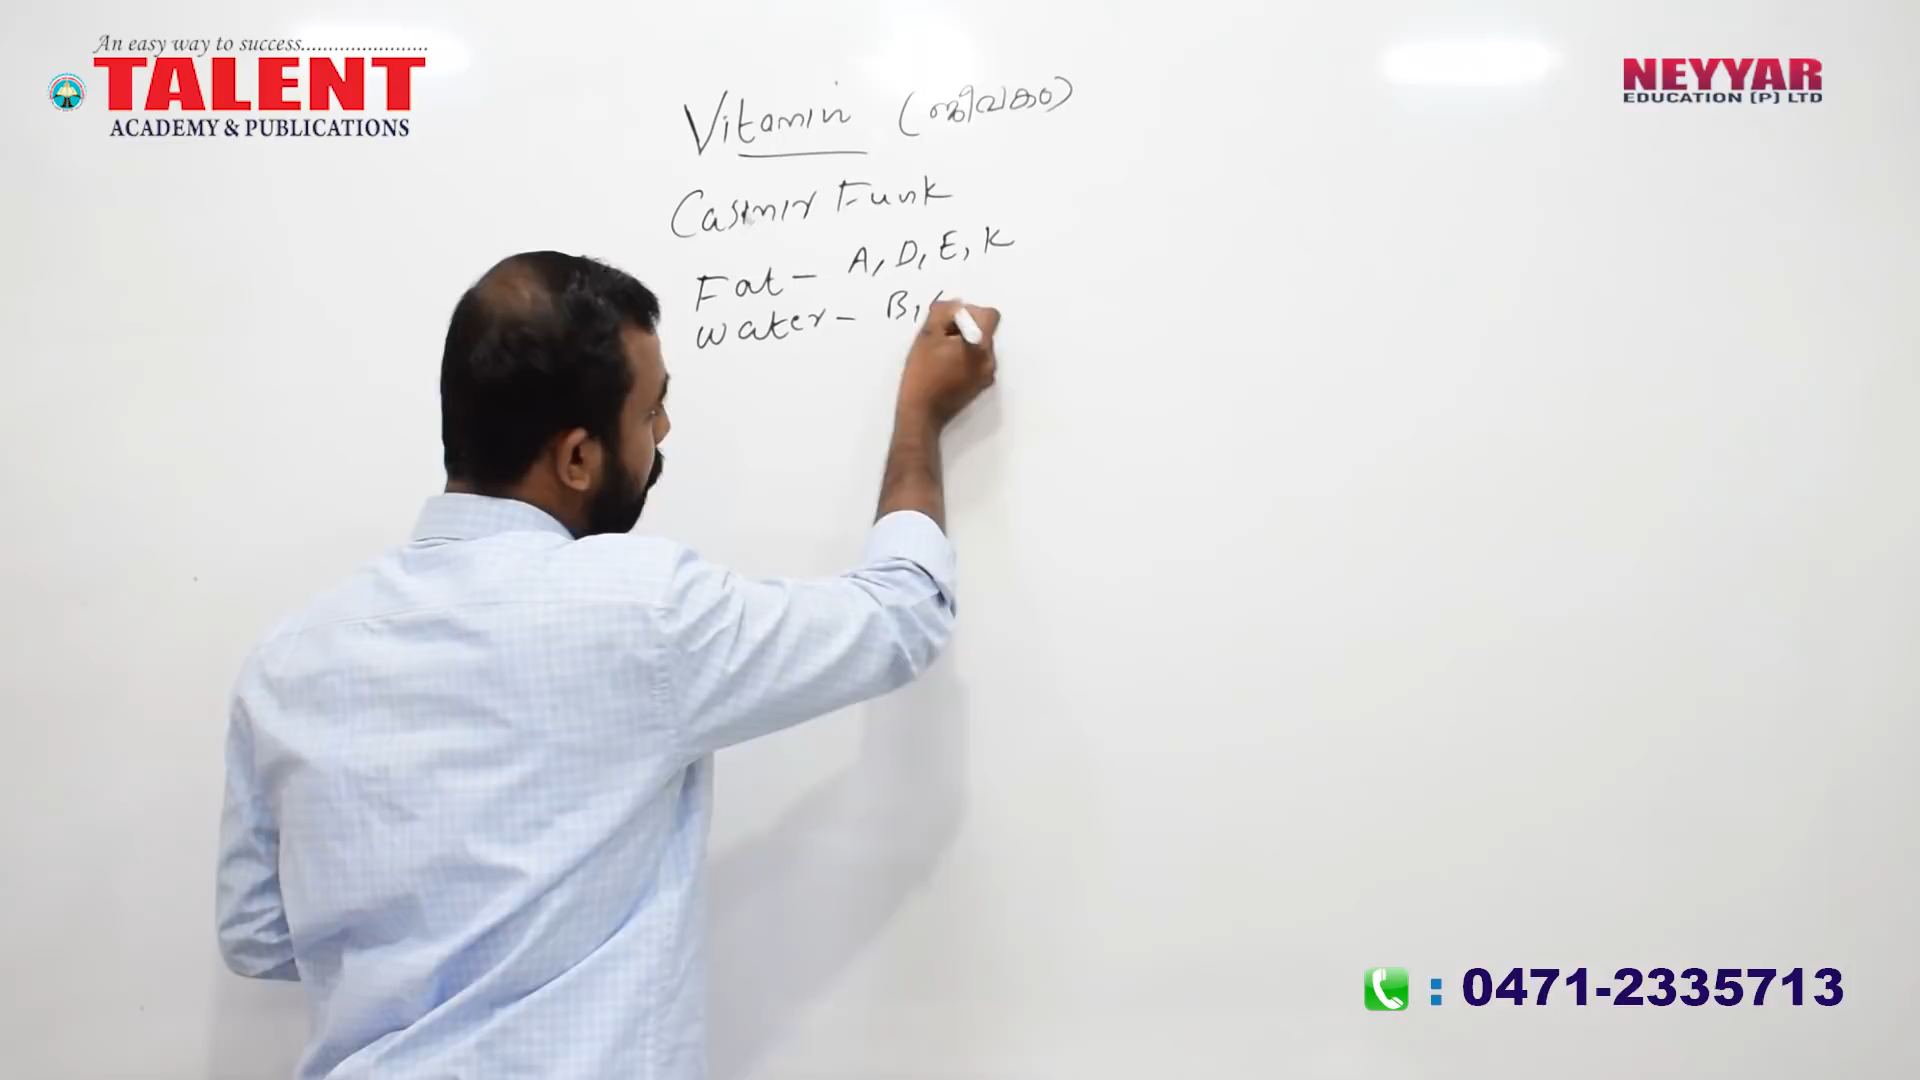 An easy way to success.......................
TALENT
ACADEMY & PUBLICATIONS
NEYYAR
EDUCATION (P) LTD
Vitamin (ജീവകം)
Casimir Funk
Fat - A, D, E, K
Water - B,
: 0471-2335713